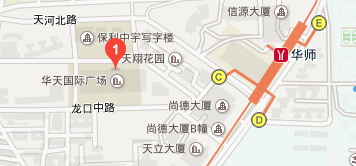 天河北路
信源大厦
E
保利中宇写字楼
1
天翔花园
华师
C
华天国际广场
龙口中路
尚德大厦
D
尚德大厦B幢
天立大厦